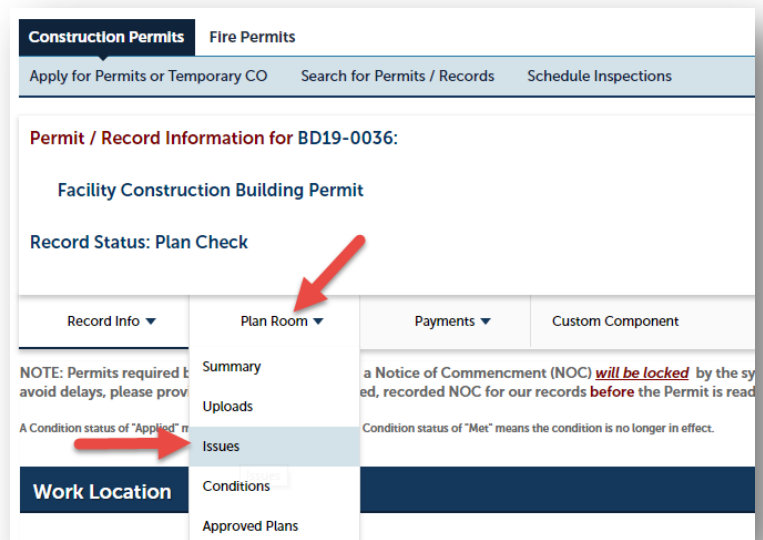 Construction Permits Fire Permits
Apply for Permits or Temporary CO Search for Permits / Records Schedule Inspections
Permit / Record Information for BD19-0036:
Facility Construction Building Permit
Record Status: Plan Check
Record Info Plan Room Payments Custom Component
NOTE: Permits required b a Notice of Commencment (NOC) will be locked by the sy
avoid delays, please prov ed, recorded NOC for our records before the Permit is read
A Condition status of "Applied" m Condition status of "Met" means the condition is no longer in effect.
Summary
Uploads
Issues
Conditions
Approved Plans
Work Location